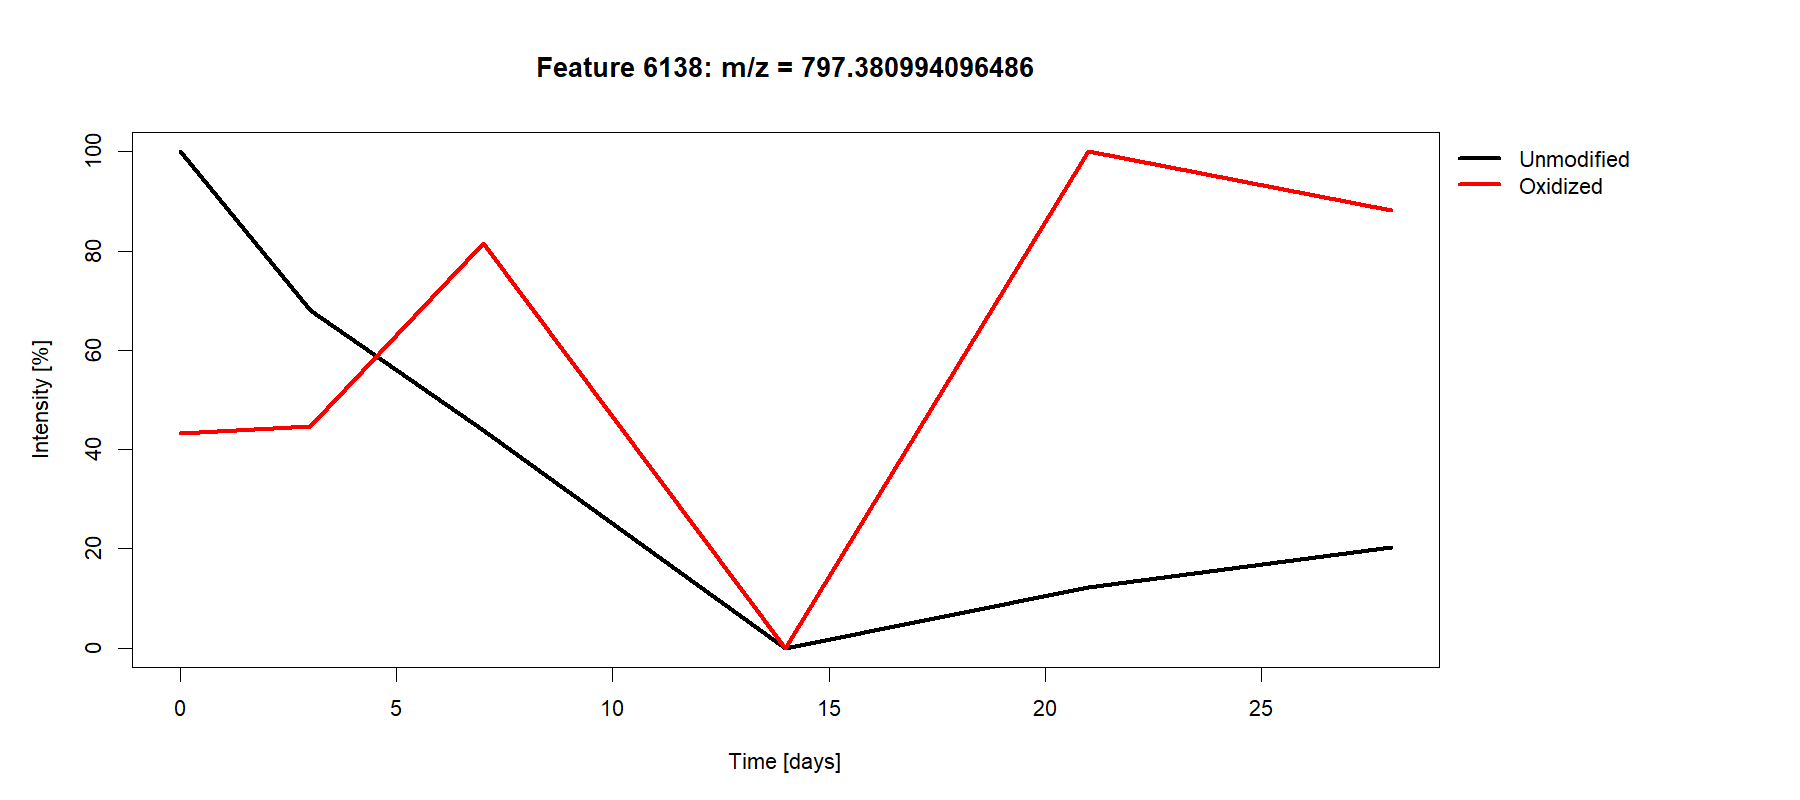 Feature 6138: m/z = 797.380994096486
Unmodified
Oxidized
Intensity [%]
100
80
60
40
20
0
0 5 10 15 20 25
Time [days]